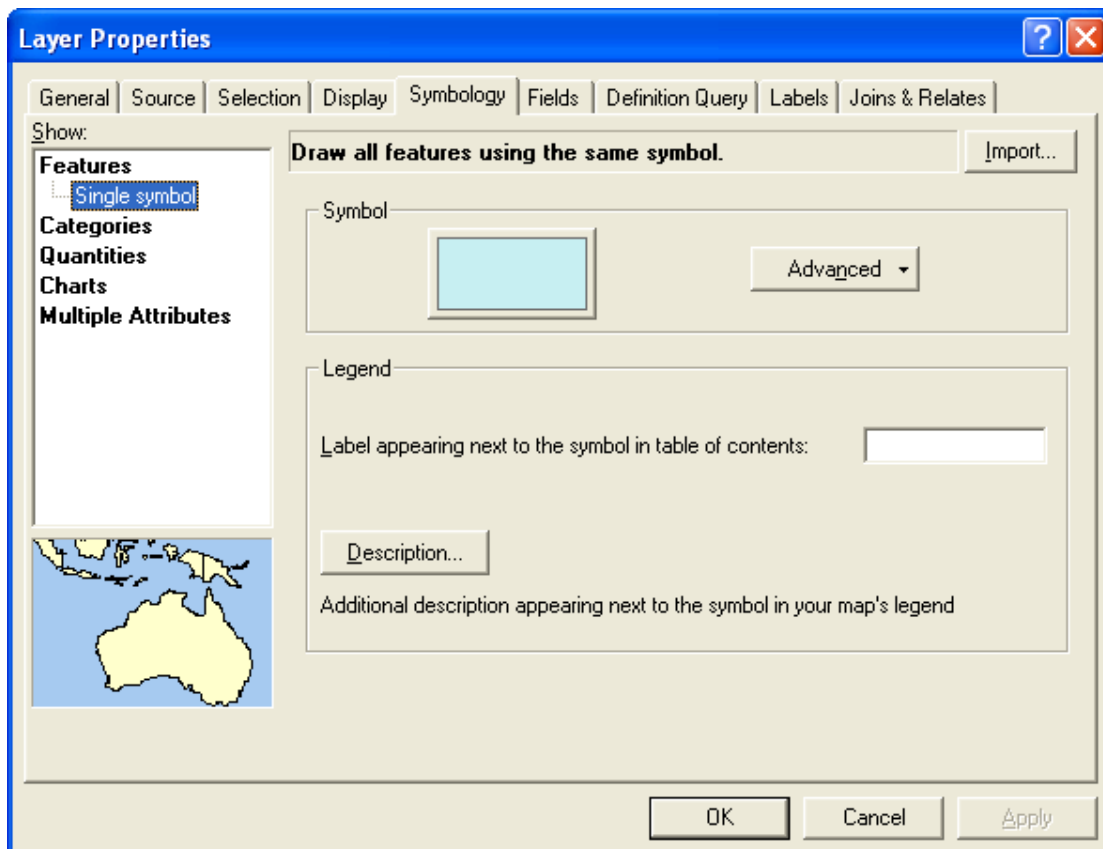 Layer Properties
General Source Selection Display Symbology Fields Definition Query Labels Joins & Relates
Show:
Features
Single symbol
Categories
Quantities
Charts
Multiple Attributes
Draw all features using the same symbol.
Import...
Symbol
Advanced
Legend
Label appearing next to the symbol in table of contents:
Description...
Additional description appearing next to the symbol in your map's legend
OK Cancel Apply